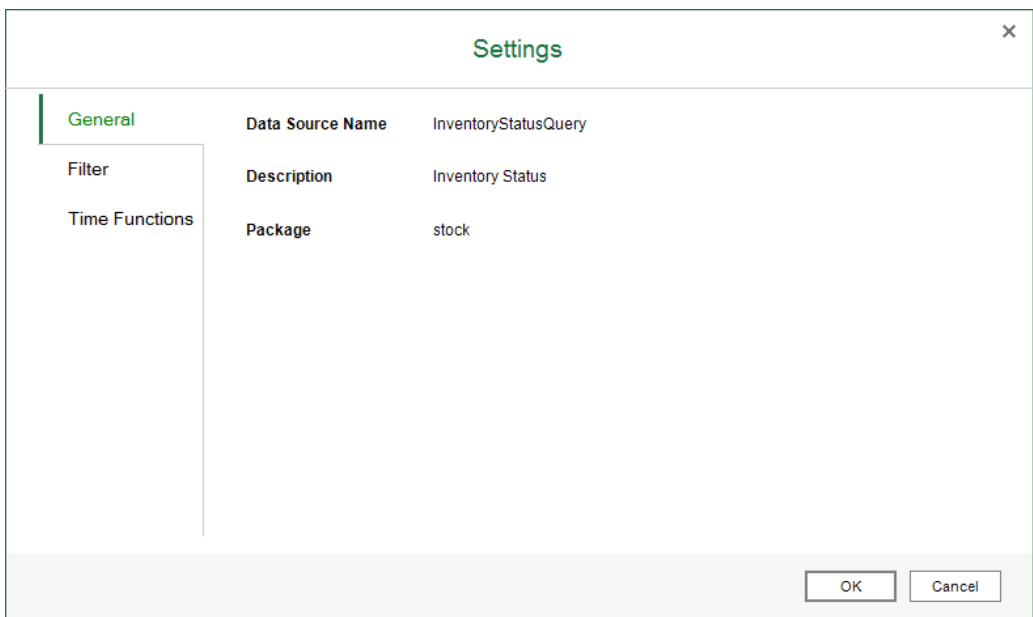 Settings
General
Filter
Time Functions
Data Source Name InventoryStatusQuery
Description Inventory Status
Package stock
OK Cancel